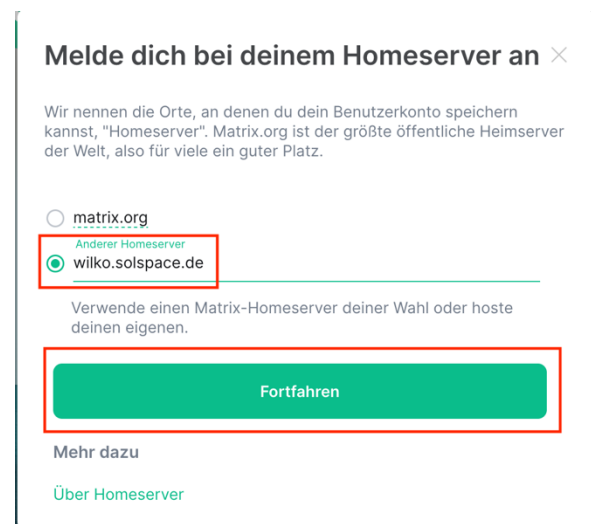 Melde dich bei deinem Homeserver an
Wir nennen die Orte, an denen du dein Benutzerkonto speichern
kannst, "Homeserver". Matrix.org ist der größte öffentliche Heimserver
der Welt, also für viele ein guter Platz.
matrix.org
Anderer Homeserver
wilko.solspace.de
Verwende einen Matrix-Homeserver deiner Wahl oder hoste
deinen eigenen.
Fortfahren
Mehr dazu
Über Homeserver